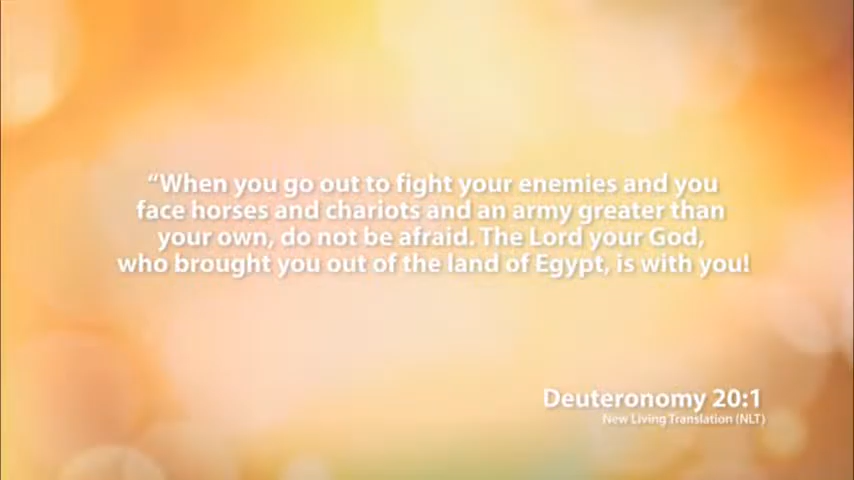 “When you go out to fight your enemies and you
face horses and chariots and an army greater than
your own, do not be afraid. The Lord your God,
who brought you out of the land of Egypt, is with you!
Deuteronomy 20:1
New Living Translation (NLT)